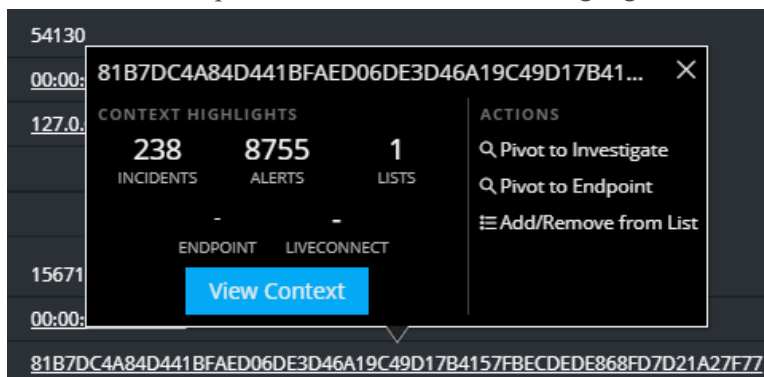 54130
00:00:
127.0.
81B7DC4A84D441BFAED06DE3D46A19C49D17B41... ×
CONTEXT HIGHLIGHTS
238 8755 1
INCIDENTS ALERTS LISTS
- -
ENDPOINT LIVECONNECT
View Context
ACTIONS
Pivot to Investigate
Pivot to Endpoint
Add/Remove from List
15671
00:00:
81B7DC4A84D441BFAED06DE3D46A19C49D17B4157FBECDEDE868FD7D21A27F77